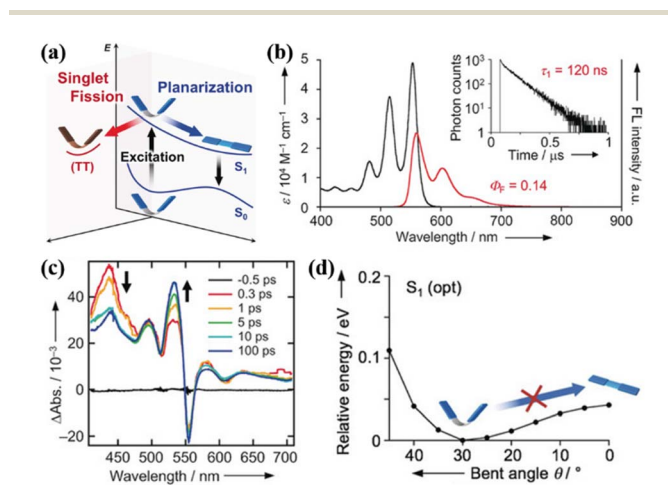 (a)
E
Singlet
Fission
Planarization
(TT)
Excitation
S₁
S₀
(b)
ε / 10⁴ M⁻¹ cm⁻¹
5
4
3
2
1
0
400 500 600 700 800 900
Wavelength / nm
FL intensity / a.u.
Φ_F = 0.14
Photon counts
10³
10²
10
1
0 0.5 1
Time / μs
τ₁ = 120 ns
(c)
ΔAbs. / 10⁻³
40
20
0
−20
450 500 550 600 650 700
Wavelength / nm
-0.5 ps
0.3 ps
1 ps
5 ps
10 ps
100 ps
(d)
S₁ (opt)
Relative energy / eV
0.2
0.1
0
40 30 20 10 0
Bent angle θ / °